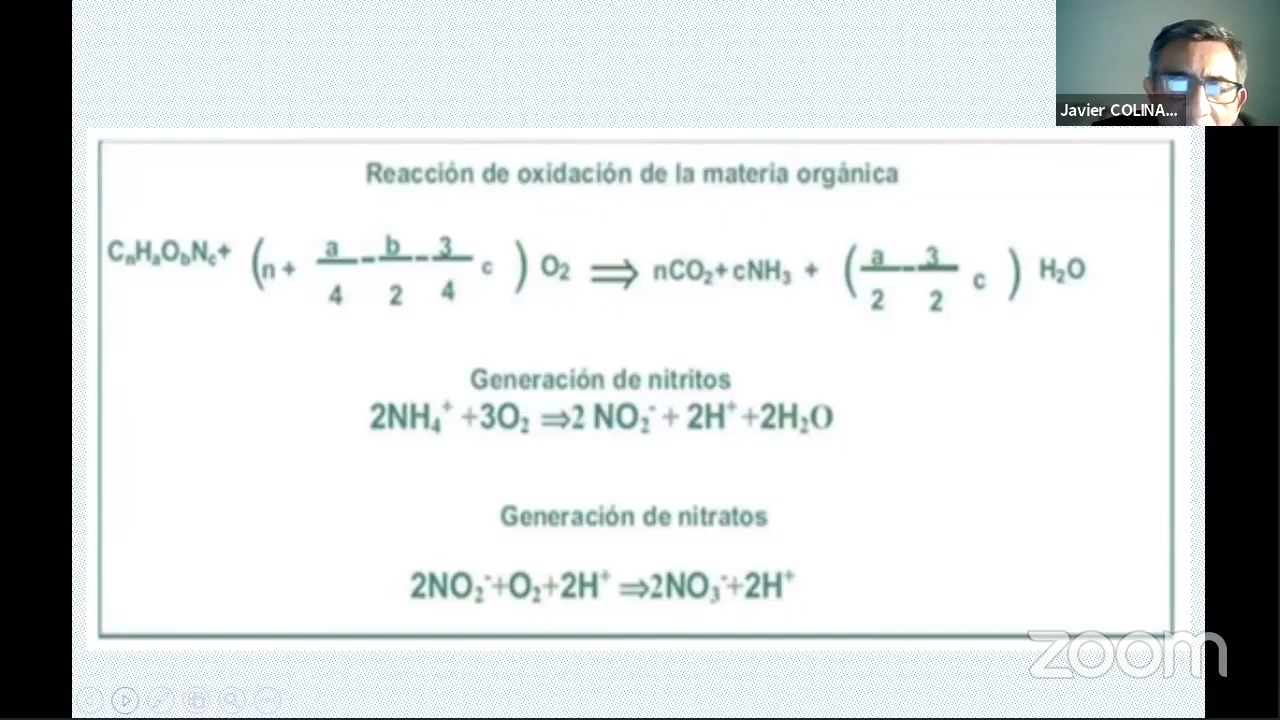 Javier COLINA...
Reacción de oxidación de la materia orgánica
CₙHₐO_bN_c+ (n + a/4 - b/2 - 3/4 c) O₂ ⇒ nCO₂+cNH₃ + (a/2 - 3/2 c) H₂O
Generación de nitritos
2NH₄⁺ +3O₂ ⇒2 NO₂⁻ + 2H⁺ +2H₂O
Generación de nitratos
2NO₂⁻+O₂+2H⁺ ⇒2NO₃⁻+2H⁺
zoom